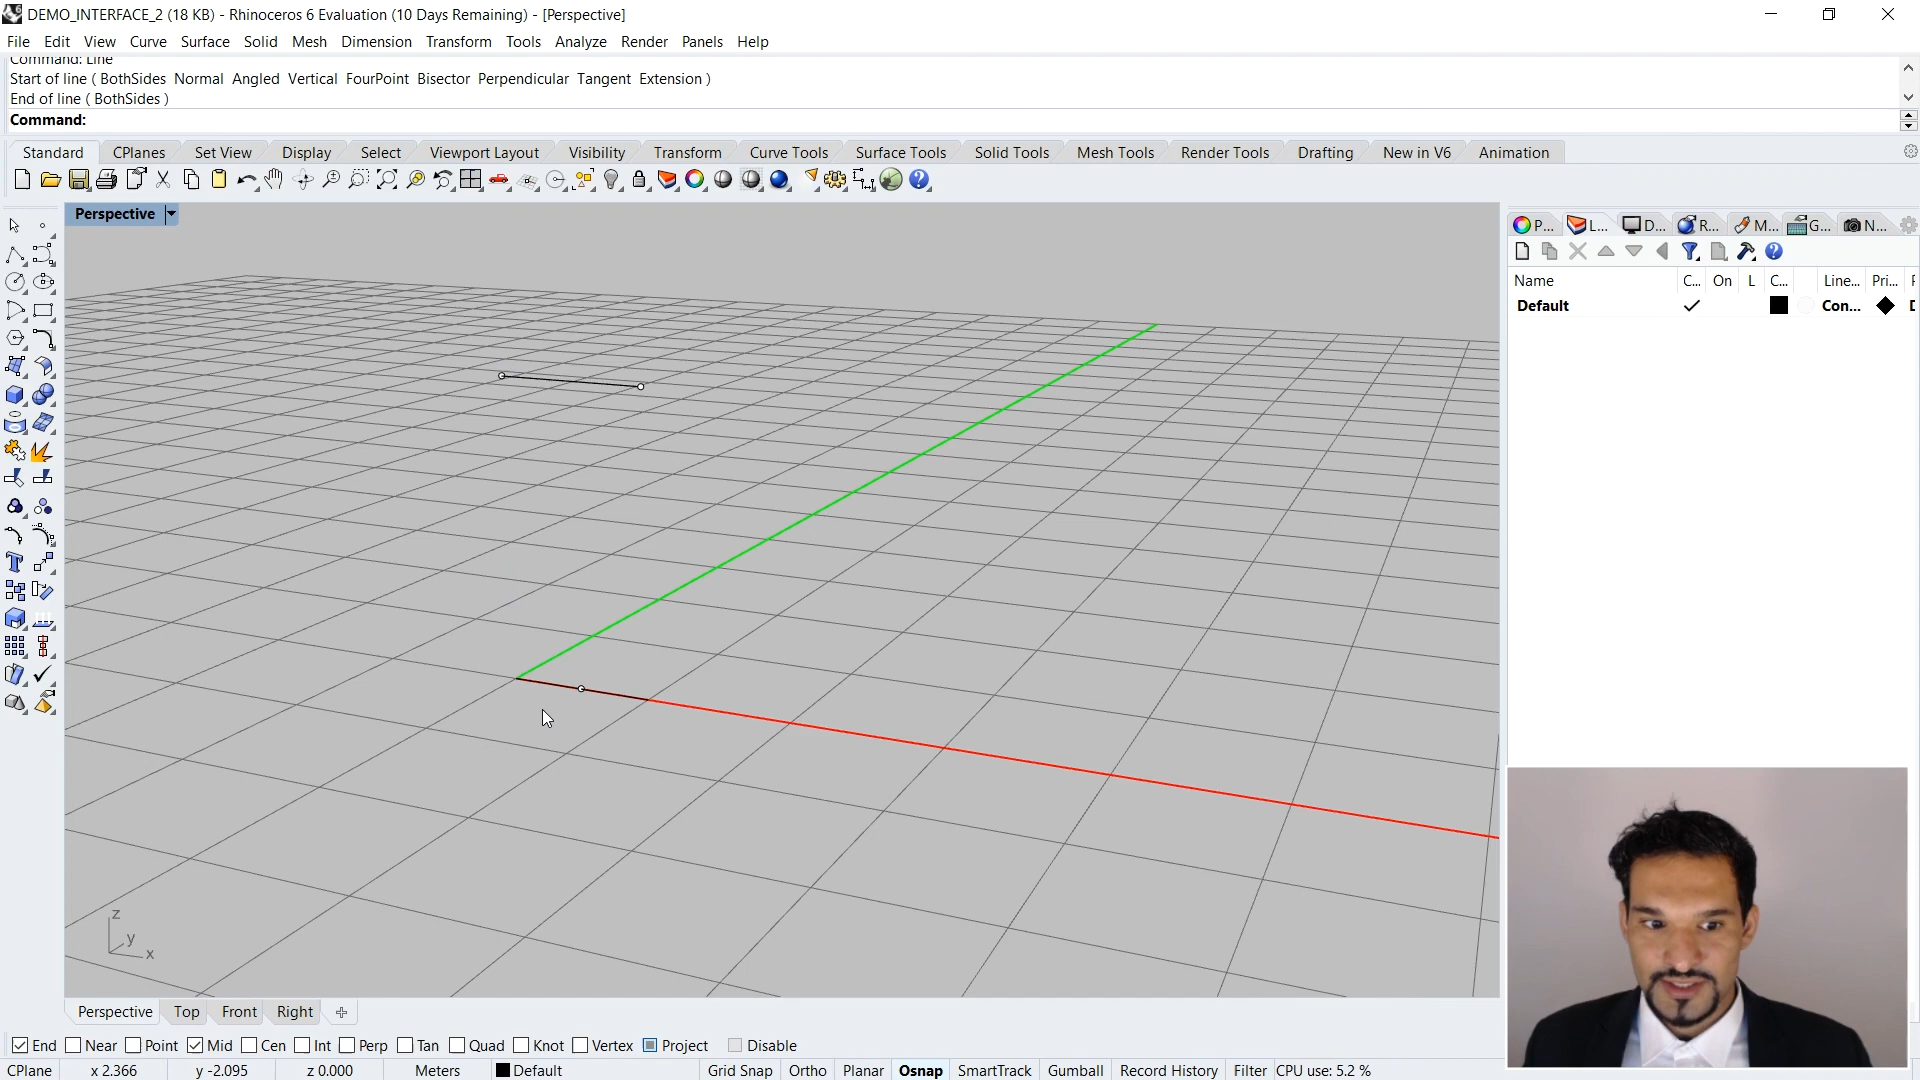 DEMO_INTERFACE_2 (18 KB) - Rhinoceros 6 Evaluation (10 Days Remaining) - [Perspective]
File Edit View Curve Surface Solid Mesh Dimension Transform Tools Analyze Render Panels Help
Command: Line
Start of line ( BothSides Normal Angled Vertical FourPoint Bisector Perpendicular Tangent Extension )
End of line ( BothSides )
Command:
Standard CPlanes Set View Display Select Viewport Layout Visibility Transform Curve Tools Surface Tools Solid Tools Mesh Tools Render Tools Drafting New in V6 Animation
Perspective
P... L... D... R... M... G... N...
Name C... On L C... Line... Pri...
Default Con...
z
y
x
Perspective Top Front Right
End Near Point Mid Cen Int Perp Tan Quad Knot Vertex Project Disable
CPlane x 2.366 y -2.095 z 0.000 Meters Default Grid Snap Ortho Planar Osnap SmartTrack Gumball Record History Filter CPU use: 5.2 %